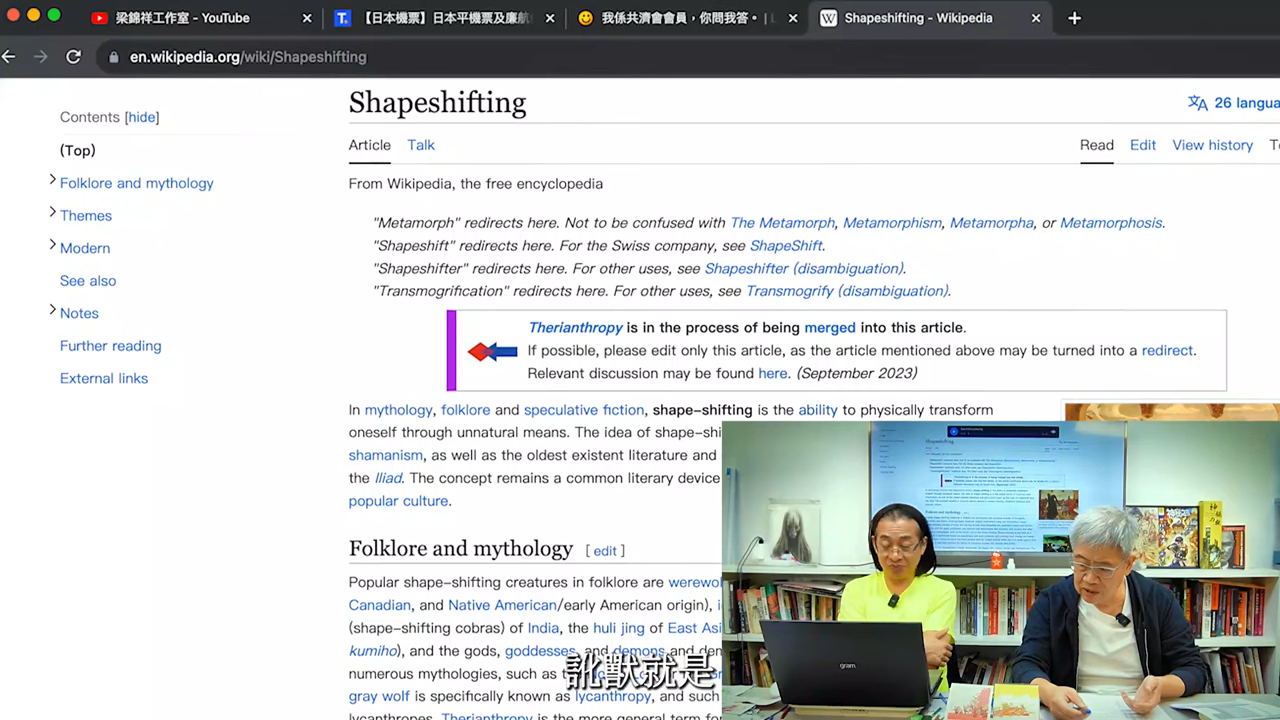 梁錦祥工作室 - YouTube
【日本機票】日本平機票及廉航
我係共濟會會員，你問我答。 | L
Shapeshifting - Wikipedia
en.wikipedia.org/wiki/Shapeshifting
Contents [hide]
(Top)
Folklore and mythology
Themes
Modern
See also
Notes
Further reading
External links
Shapeshifting
26 langua
Article Talk
Read Edit View history
From Wikipedia, the free encyclopedia
"Metamorph" redirects here. Not to be confused with The Metamorph, Metamorphism, Metamorpha, or Metamorphosis.
"Shapeshift" redirects here. For the Swiss company, see ShapeShift.
"Shapeshifter" redirects here. For other uses, see Shapeshifter (disambiguation).
"Transmogrification" redirects here. For other uses, see Transmogrify (disambiguation).
Therianthropy is in the process of being merged into this article.
If possible, please edit only this article, as the article mentioned above may be turned into a redirect.
Relevant discussion may be found here. (September 2023)
In mythology, folklore and speculative fiction, shape-shifting is the ability to physically transform
oneself through unnatural means. The idea of shape-shi
shamanism, as well as the oldest existent literature and
the Iliad. The concept remains a common literary devic
popular culture.
Folklore and mythology [ edit ]
Popular shape-shifting creatures in folklore are werewol
Canadian, and Native American/early American origin), i
(shape-shifting cobras) of India, the huli jing of East Asi
kumiho), and the gods, goddesses, and demons and dem
numerous mythologies, such as
gray wolf is specifically known as lycanthropy, and such
lycanthropes. Therianthropy is the more general term fo
訛獸就是
gram